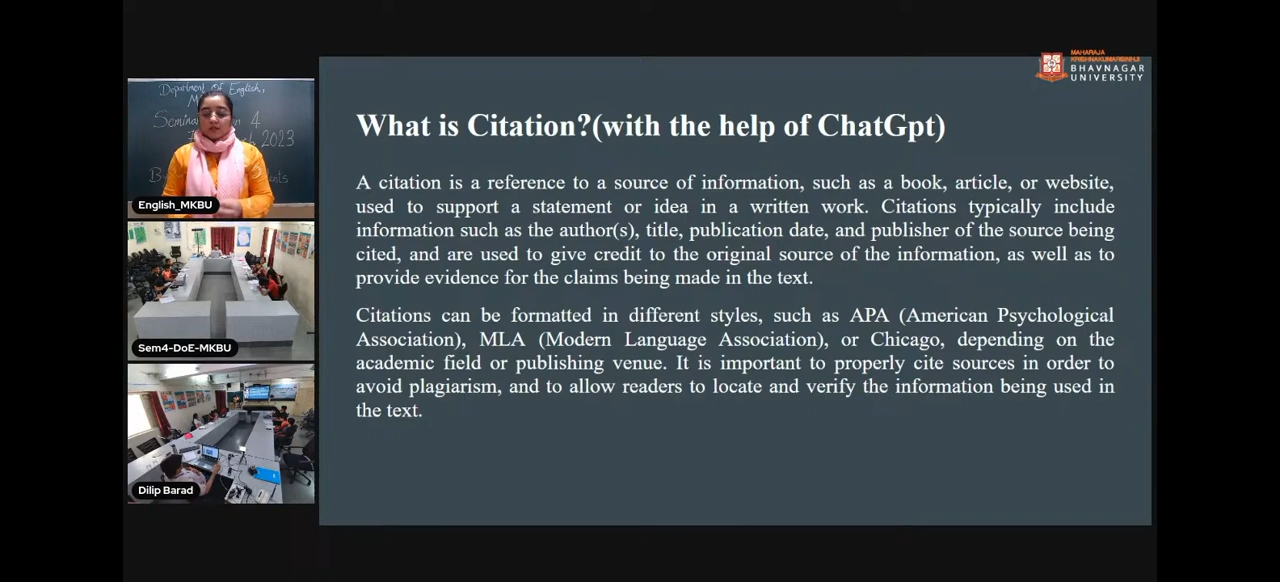 MAHARAJA
KRISHNAKUMARSINHJI
BHAVNAGAR
UNIVERSITY
What is Citation?(with the help of ChatGpt)
A citation is a reference to a source of information, such as a book, article, or website,
used to support a statement or idea in a written work. Citations typically include
information such as the author(s), title, publication date, and publisher of the source being
cited, and are used to give credit to the original source of the information, as well as to
provide evidence for the claims being made in the text.
Citations can be formatted in different styles, such as APA (American Psychological
Association), MLA (Modern Language Association), or Chicago, depending on the
academic field or publishing venue. It is important to properly cite sources in order to
avoid plagiarism, and to allow readers to locate and verify the information being used in
the text.
Department of English,
4
2023
English_MKBU
Sem4-DoE-MKBU
Dilip Barad